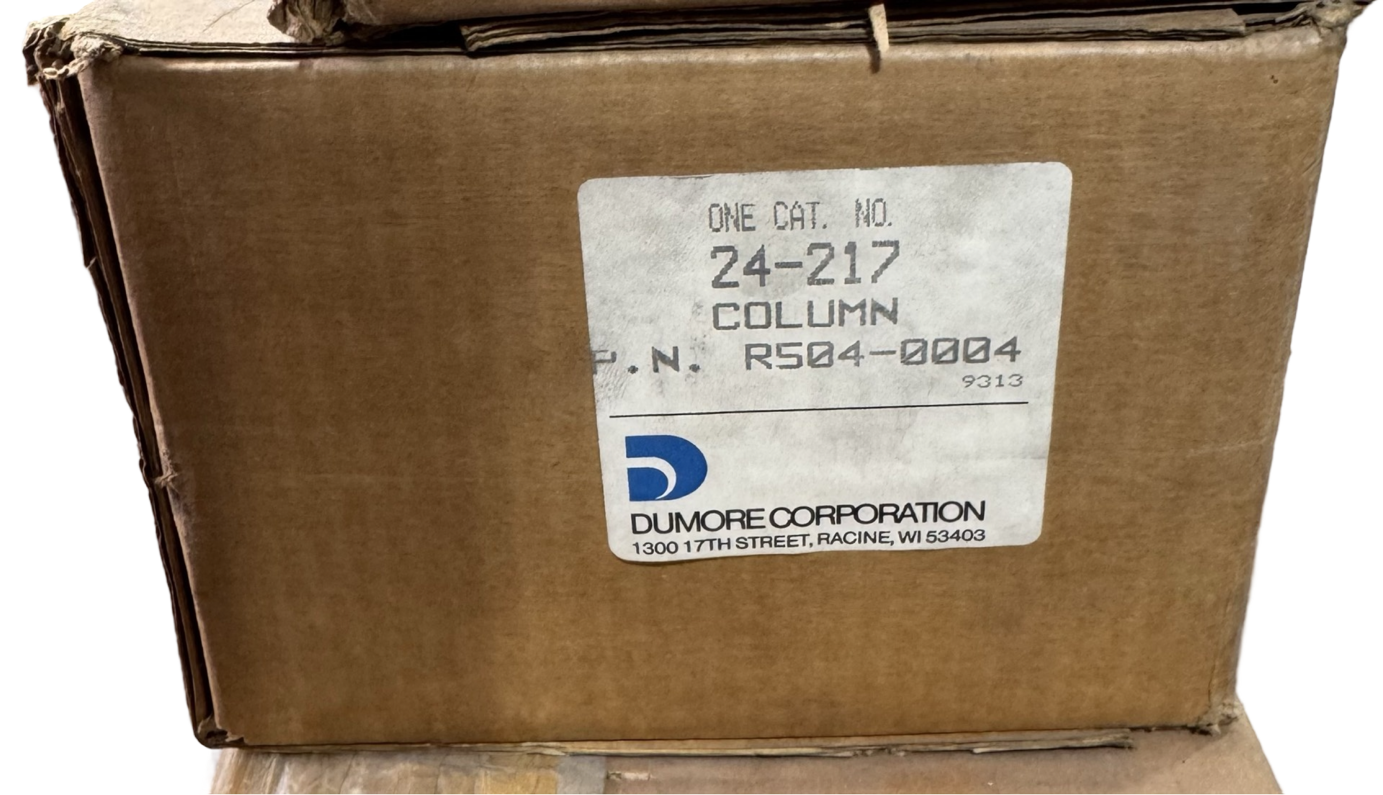 ONE CAT. NO.
24-217
COLUMN
P.N. R504-0004
9313
DUMORE CORPORATION
1300 17TH STREET, RACINE, WI 53403